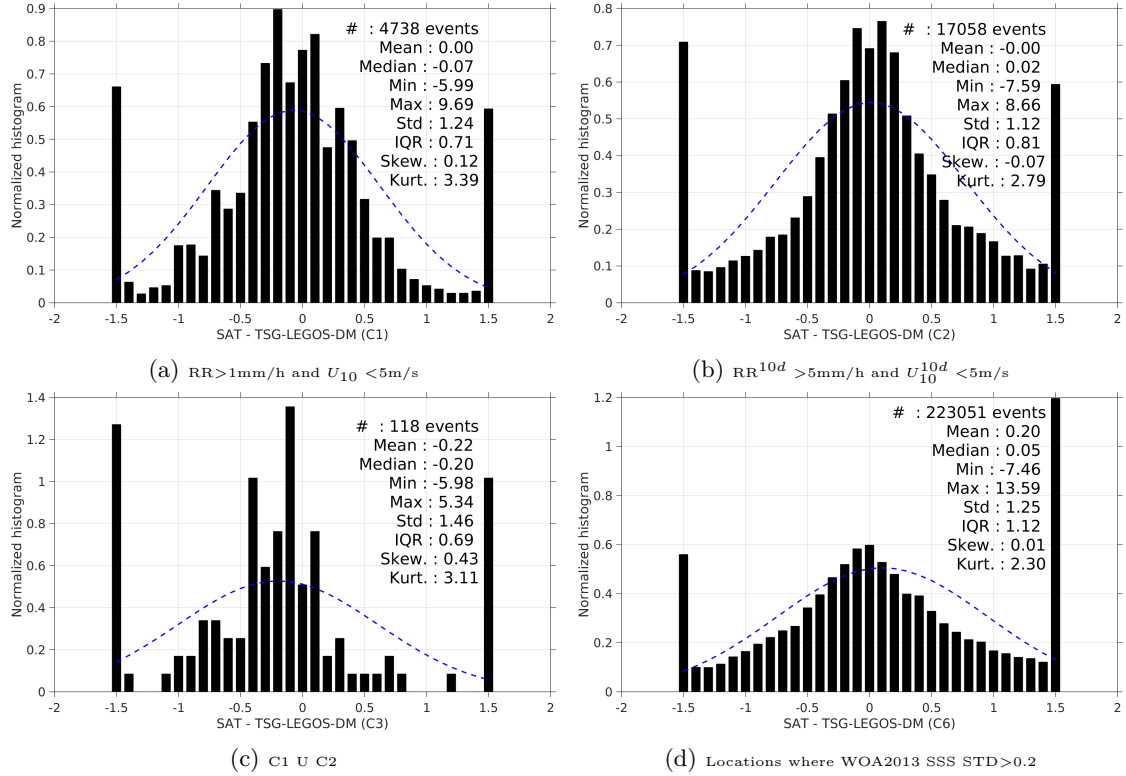 0.9
0.8
0.7
0.6
0.5
0.4
0.3
0.2
0.1
0
Normalized histogram
# : 4738 events
Mean : 0.00
Median : -0.07
Min : -5.99
Max : 9.69
Std : 1.24
IQR : 0.71
Skew. : 0.12
Kurt. : 3.39
-2 -1.5 -1 -0.5 0 0.5 1 1.5 2
SAT - TSG-LEGOS-DM (C1)
(a) RR>1mm/h and U10 <5m/s
0.8
0.7
0.6
0.5
0.4
0.3
0.2
0.1
0
Normalized histogram
# : 17058 events
Mean : -0.00
Median : 0.02
Min : -7.59
Max : 8.66
Std : 1.12
IQR : 0.81
Skew. : -0.07
Kurt. : 2.79
-2 -1.5 -1 -0.5 0 0.5 1 1.5 2
SAT - TSG-LEGOS-DM (C2)
(b) RR^10d >5mm/h and U_10^10d <5m/s
1.4
1.2
1
0.8
0.6
0.4
0.2
0
Normalized histogram
# : 118 events
Mean : -0.22
Median : -0.20
Min : -5.98
Max : 5.34
Std : 1.46
IQR : 0.69
Skew. : 0.43
Kurt. : 3.11
-2 -1.5 -1 -0.5 0 0.5 1 1.5 2
SAT - TSG-LEGOS-DM (C3)
(c) C1 U C2
1.2
1
0.8
0.6
0.4
0.2
0
Normalized histogram
# : 223051 events
Mean : 0.20
Median : 0.05
Min : -7.46
Max : 13.59
Std : 1.25
IQR : 1.12
Skew. : 0.01
Kurt. : 2.30
-2 -1.5 -1 -0.5 0 0.5 1 1.5 2
SAT - TSG-LEGOS-DM (C6)
(d) Locations where WOA2013 SSS STD>0.2